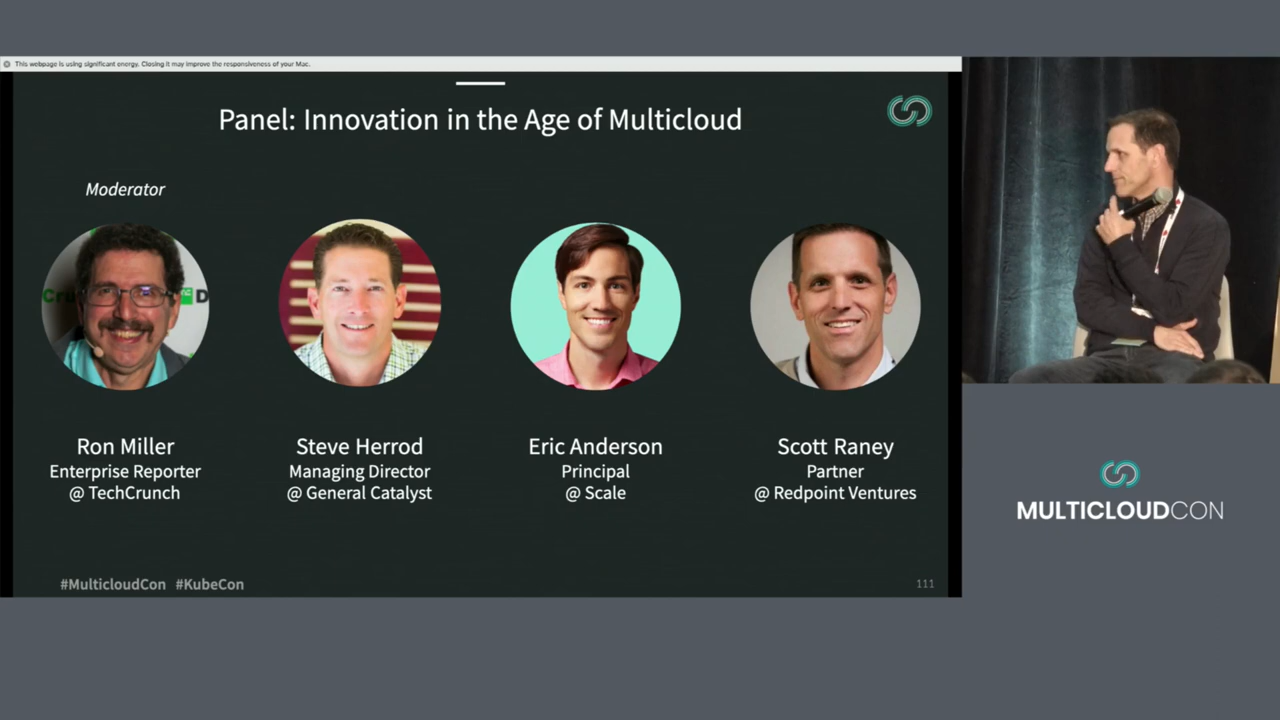 This webpage is using significant energy. Closing it may improve the responsiveness of your Mac.
Panel: Innovation in the Age of Multicloud
Moderator
Ron Miller
Enterprise Reporter
@ TechCrunch
Steve Herrod
Managing Director
@ General Catalyst
Eric Anderson
Principal
@ Scale
Scott Raney
Partner
@ Redpoint Ventures
#MulticloudCon #KubeCon
111
MULTICLOUDCON